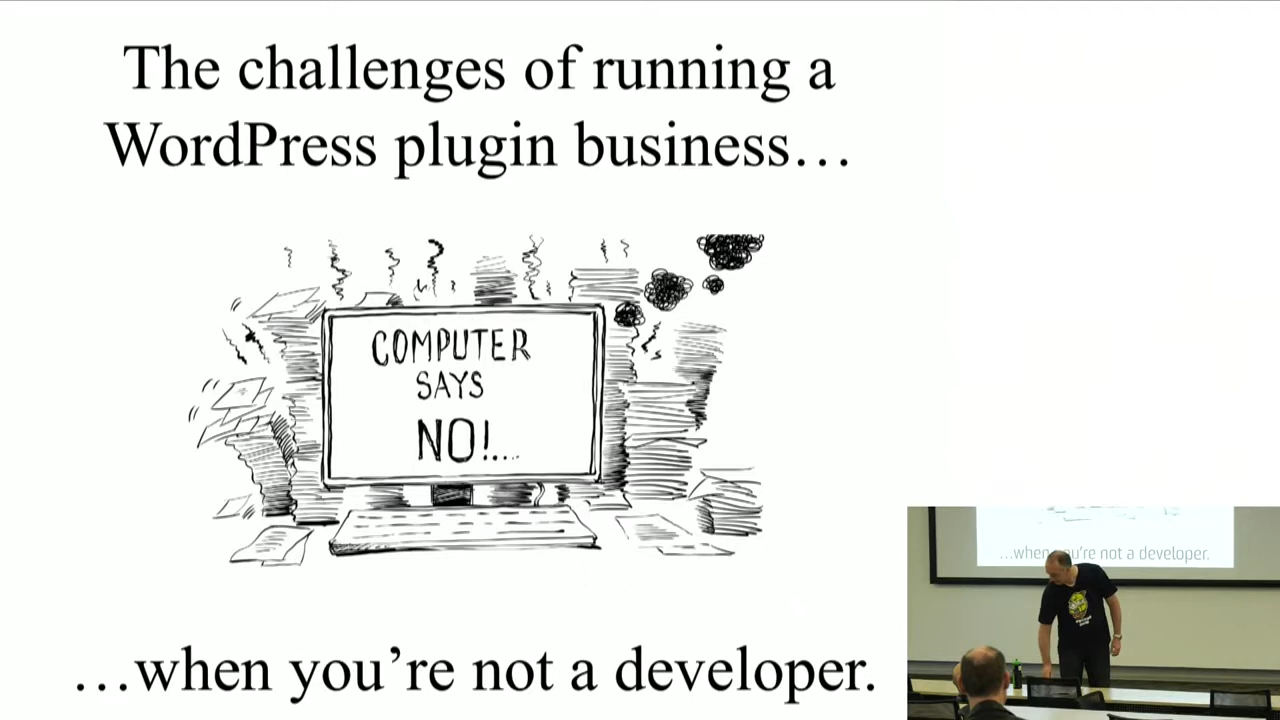 The challenges of running a
WordPress plugin business…
COMPUTER
SAYS
NO!....
…when you're not a developer.
…when you're not a developer.